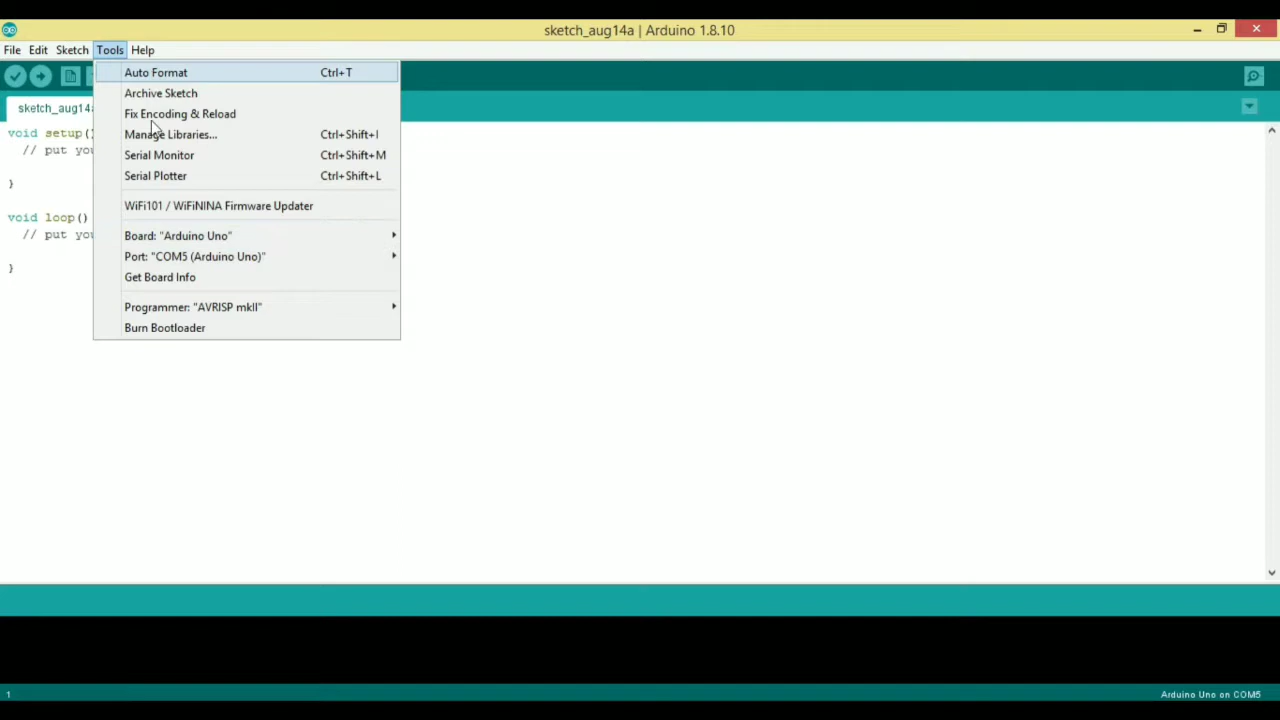 sketch_aug14a | Arduino 1.8.10
File Edit Sketch Tools Help
Auto Format Ctrl+T
Archive Sketch
Fix Encoding & Reload
Manage Libraries... Ctrl+Shift+I
Serial Monitor Ctrl+Shift+M
Serial Plotter Ctrl+Shift+L
WiFi101 / WiFiNINA Firmware Updater
Board: "Arduino Uno"
Port: "COM5 (Arduino Uno)"
Get Board Info
Programmer: "AVRISP mkII"
Burn Bootloader
sketch_aug14a
void setup()
// put you
}
void loop()
// put you
}
1 Arduino Uno on COM5